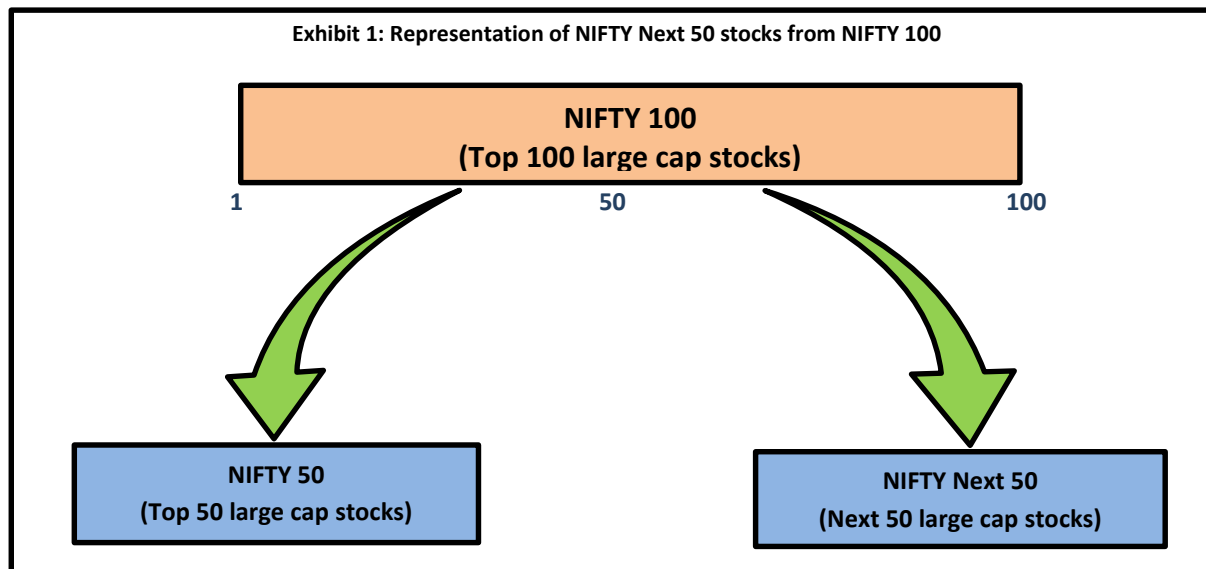 Exhibit 1: Representation of NIFTY Next 50 stocks from NIFTY 100
NIFTY 100
(Top 100 large cap stocks)
1 50 100
NIFTY 50
(Top 50 large cap stocks)
NIFTY Next 50
(Next 50 large cap stocks)